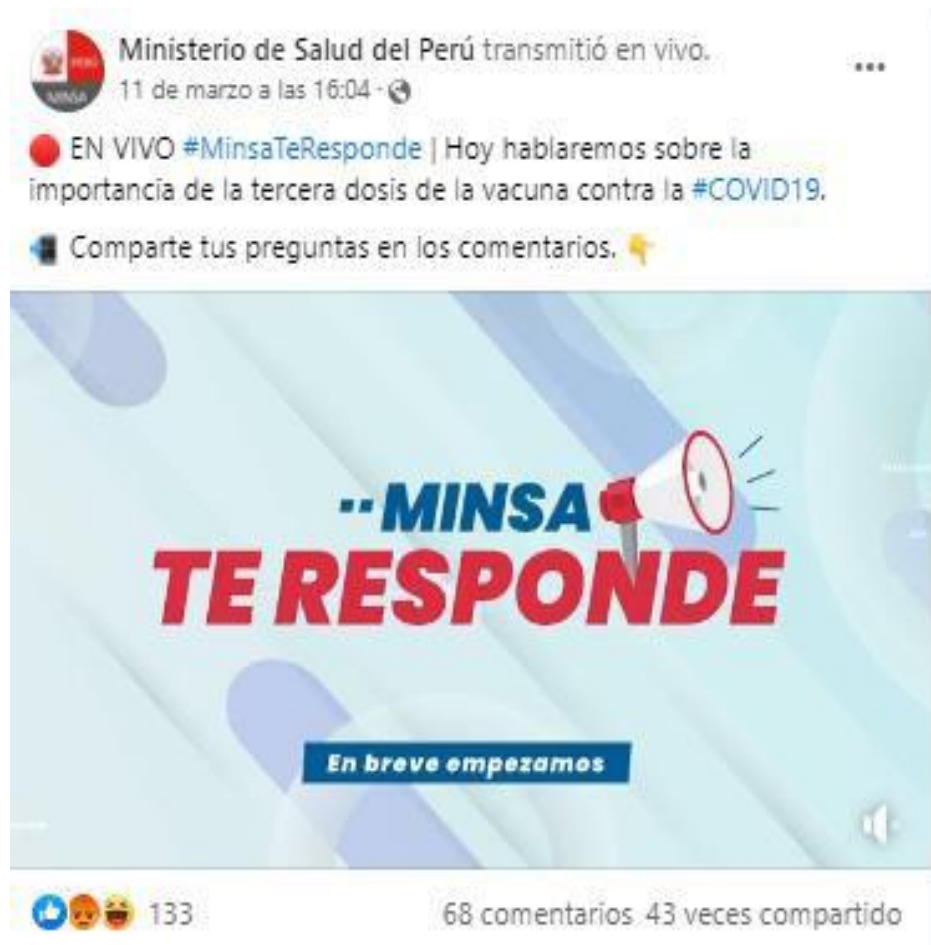 Ministerio de Salud del Perú transmitió en vivo.
11 de marzo a las 16:04 ·
PERÚ
MINSA
EN VIVO #MinsaTeResponde | Hoy hablaremos sobre la
importancia de la tercera dosis de la vacuna contra la #COVID19.
Comparte tus preguntas en los comentarios.
MINSA
TE RESPONDE
En breve empezamos
133
68 comentarios 43 veces compartido